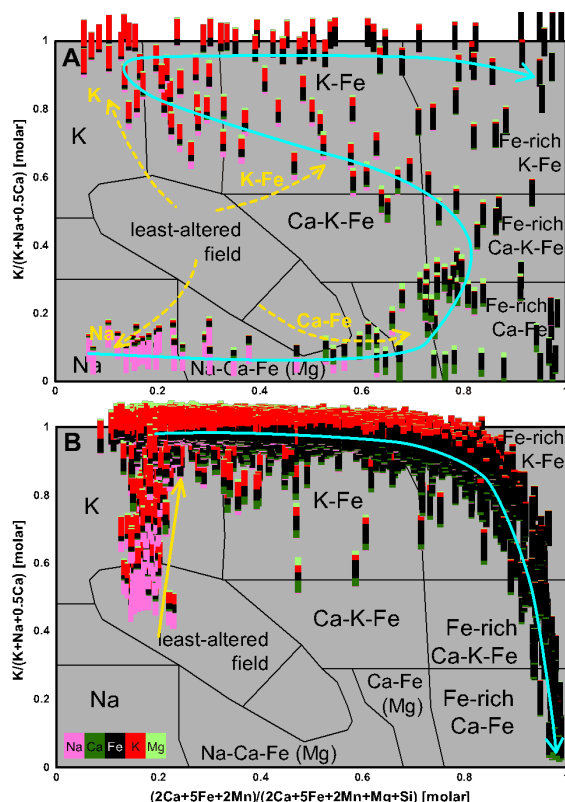 A
K/(K+Na+0.5Ca) [molar]
1
0.8
0.6
0.4
0.2
0
K
K
K-Fe
K-Fe
Fe-rich
K-Fe
Ca-K-Fe
Fe-rich
Ca-K-Fe
least-altered
field
Fe-rich
Ca-Fe
Na
Ca-Fe
Na
Na-Ca-Fe (Mg)
0
0.2
0.4
0.6
0.8
1
B
K/(K+Na+0.5Ca) [molar]
1
0.8
0.6
0.4
0.2
0
Fe-rich
K-Fe
K
K-Fe
Ca-K-Fe
Fe-rich
Ca-K-Fe
least-altered
field
Na
Ca-Fe
(Mg)
Fe-rich
Ca-Fe
Na Ca Fe K Mg
Na-Ca-Fe (Mg)
0
0.2
0.4
0.6
0.8
1
(2Ca+5Fe+2Mn)/(2Ca+5Fe+2Mn+Mg+Si) [molar]